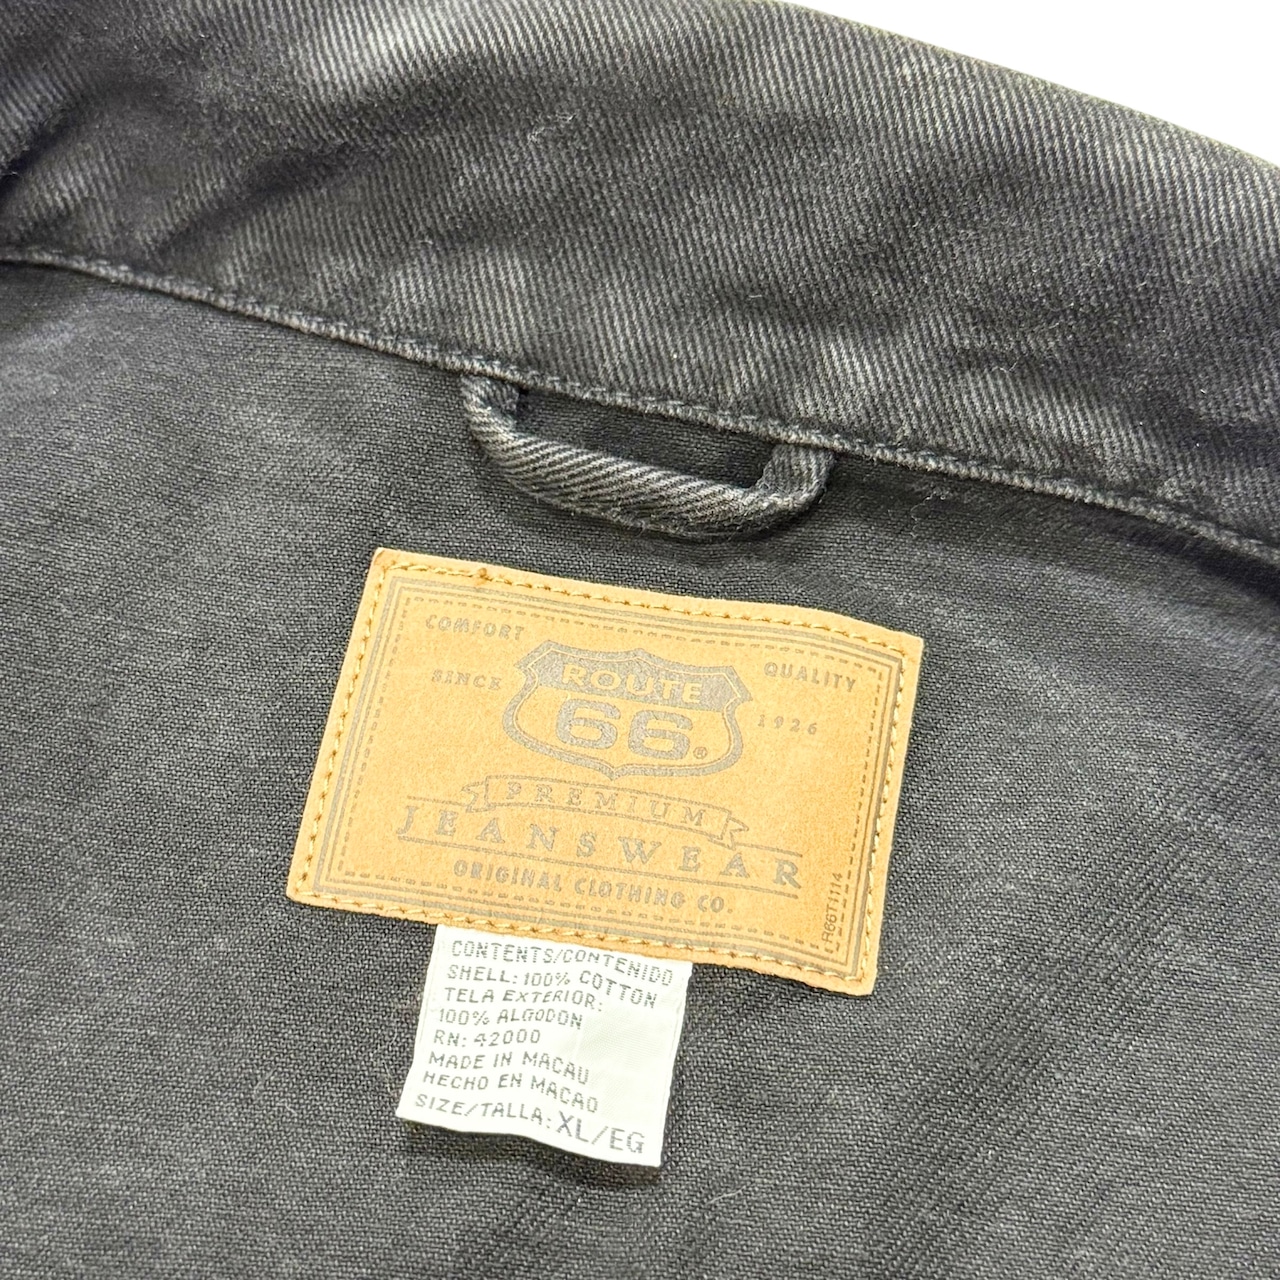 COMFORT
QUALITY
SINCE
1926
ROUTE
66®
PREMIUM
JEANSWEAR
ORIGINAL CLOTHING CO.
R66T1114
CONTENTS/CONTENIDO
SHELL: 100% COTTON
TELA EXTERIOR:
100% ALGODON
RN: 42000
MADE IN MACAU
HECHO EN MACAO
SIZE/TALLA: XL/EG